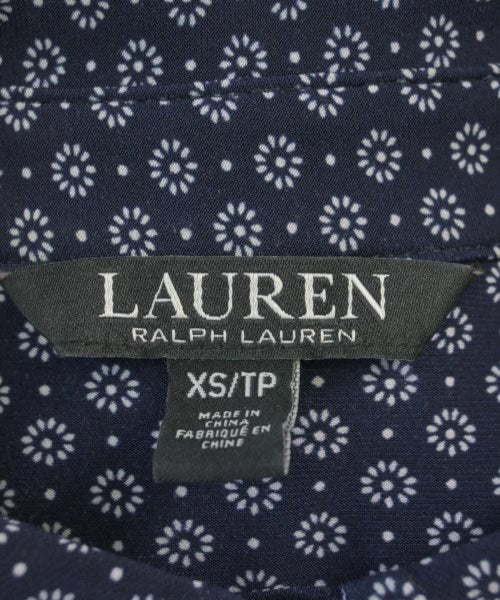 LAUREN
RALPH LAUREN
XS/TP
MADE IN
CHINA
FABRIQUÉ EN
CHINE